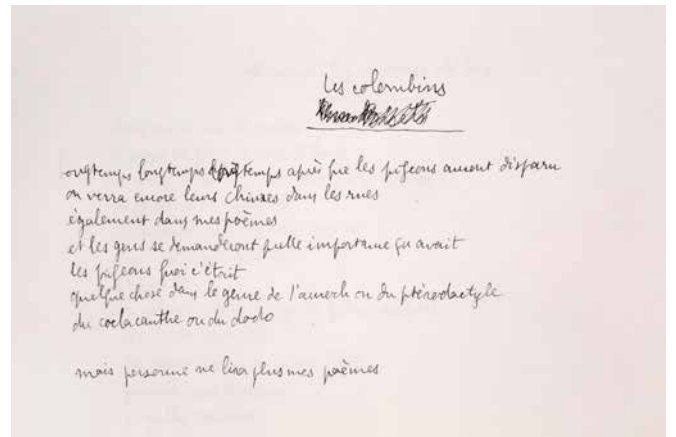 Les colombins
ongtemps longtemps longtemps après que les pigeons auront disparu
on verra encore leurs chiures dans les rues
également dans mes poèmes
et les gens se demanderont quelle importance ça avait
les pigeons quoi c'était
quelque chose dans le genre de l'auroch ou du ptérodactyle
du coelacanthe ou du dodo
mais personne ne lira plus mes poèmes